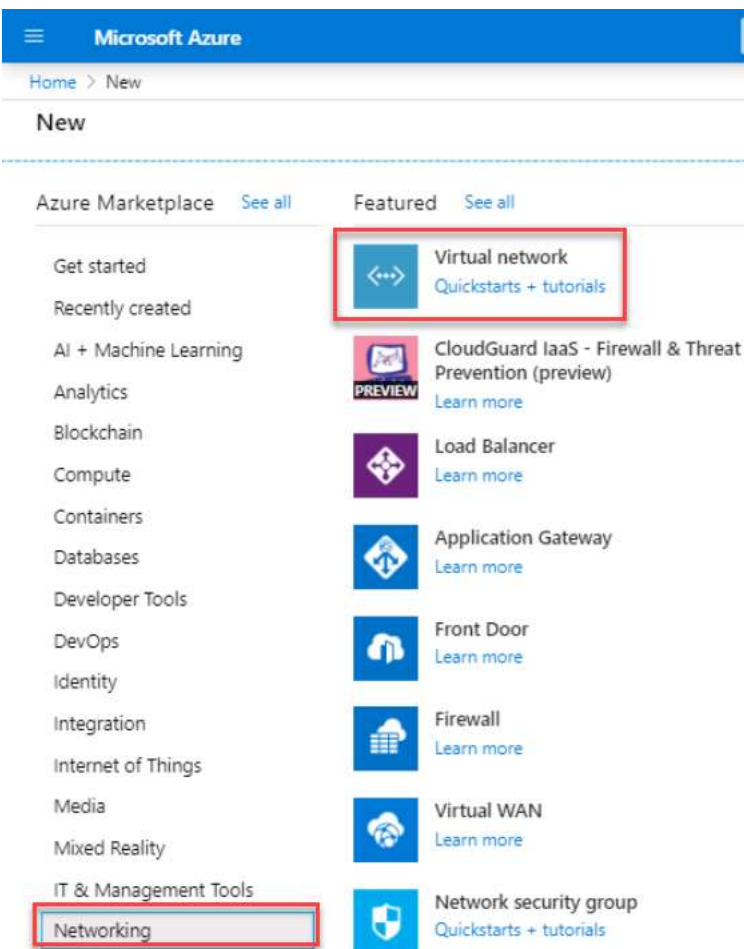 Microsoft Azure
Home > New
New
Azure Marketplace See all
Get started
Recently created
AI + Machine Learning
Analytics
Blockchain
Compute
Containers
Databases
Developer Tools
DevOps
Identity
Integration
Internet of Things
Media
Mixed Reality
IT & Management Tools
Networking
Featured See all
Virtual network
Quickstarts + tutorials
PREVIEW
CloudGuard IaaS - Firewall & Threat
Prevention (preview)
Learn more
Load Balancer
Learn more
Application Gateway
Learn more
Front Door
Learn more
Firewall
Learn more
Virtual WAN
Learn more
Network security group
Quickstarts + tutorials